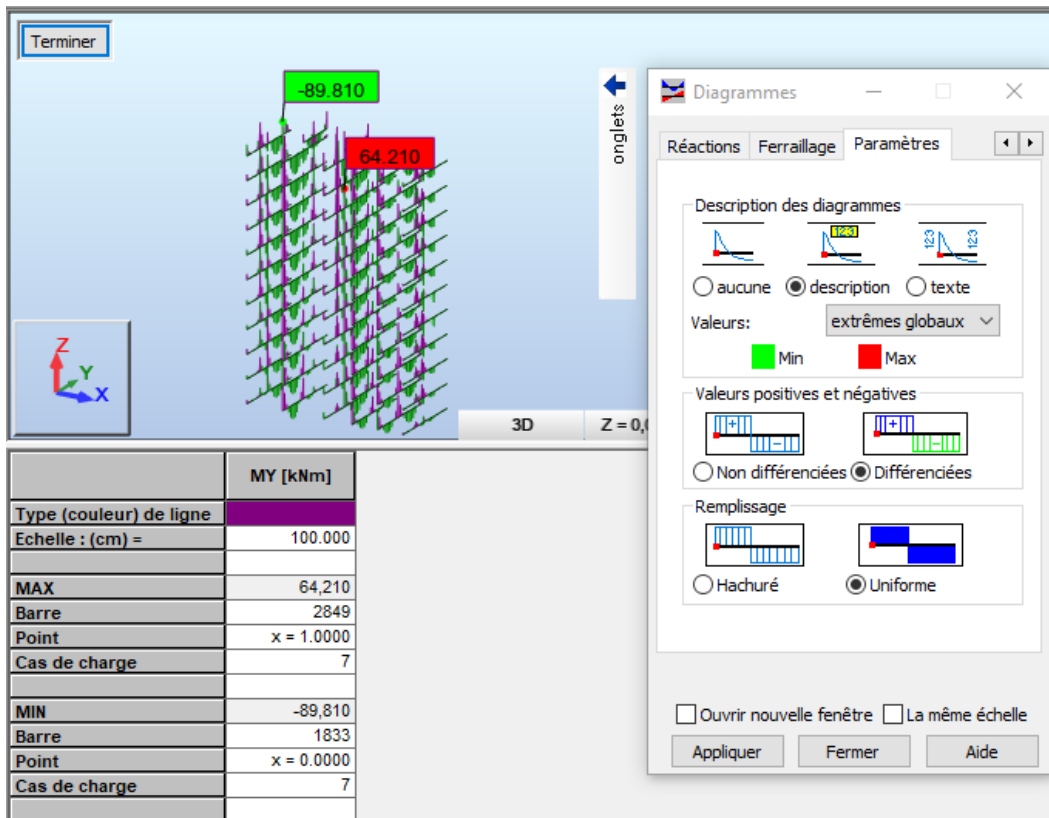 Terminer
-89.810
64.210
onglets
Z
Y
X
3D
Z = 0,0
MY [kNm]
Type (couleur) de ligne
Echelle : (cm) = 100.000
MAX 64,210
Barre 2849
Point x = 1.0000
Cas de charge 7
MIN -89,810
Barre 1833
Point x = 0.0000
Cas de charge 7
Diagrammes
Réactions Ferraillage Paramètres
Description des diagrammes
123 123 123
aucune description texte
Valeurs: extrêmes globaux
Min Max
Valeurs positives et négatives
+ − + −
Non différenciées Différenciées
Remplissage
Hachuré Uniforme
Ouvrir nouvelle fenêtre La même échelle
Appliquer Fermer Aide